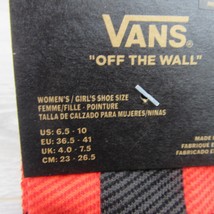 VANS
"OFF THE WALL"
WOMEN'S / GIRL'S SHOE SIZE
FEMME/FILLE - POINTURE
TALLA DE CALZADO PARA MUJERES/NINAS
US: 6.5 - 10
EU: 36.5 - 41
UK: 4.0 - 7.5
CM: 23 - 26.5
MADE
FABRIQUÉ E
FABRICADO E